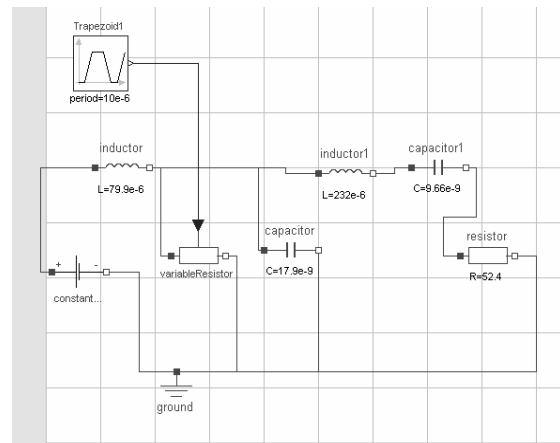 Trapezoid1
period=10e-6
inductor
L=79.9e-6
inductor1
L=232e-6
capacitor1
C=9.66e-9
capacitor
C=17.9e-9
resistor
R=52.4
variableResistor
+ -
constant...
ground